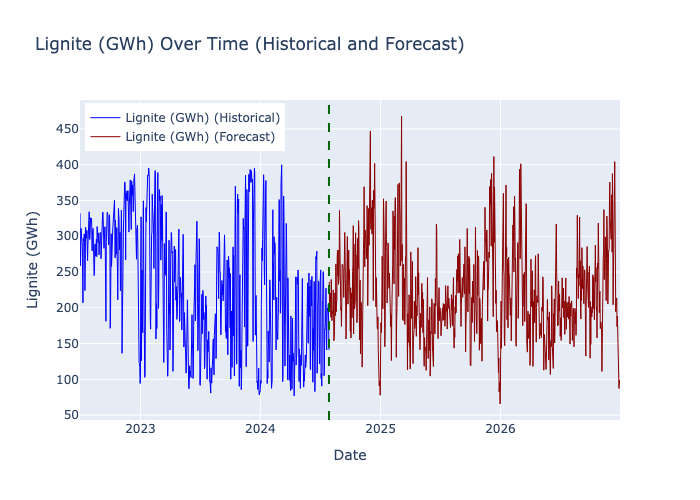 Lignite (GWh) Over Time (Historical and Forecast)
Lignite (GWh) (Historical)
Lignite (GWh) (Forecast)
450
400
350
300
250
200
150
100
50
Lignite (GWh)
2023
2024
2025
2026
Date